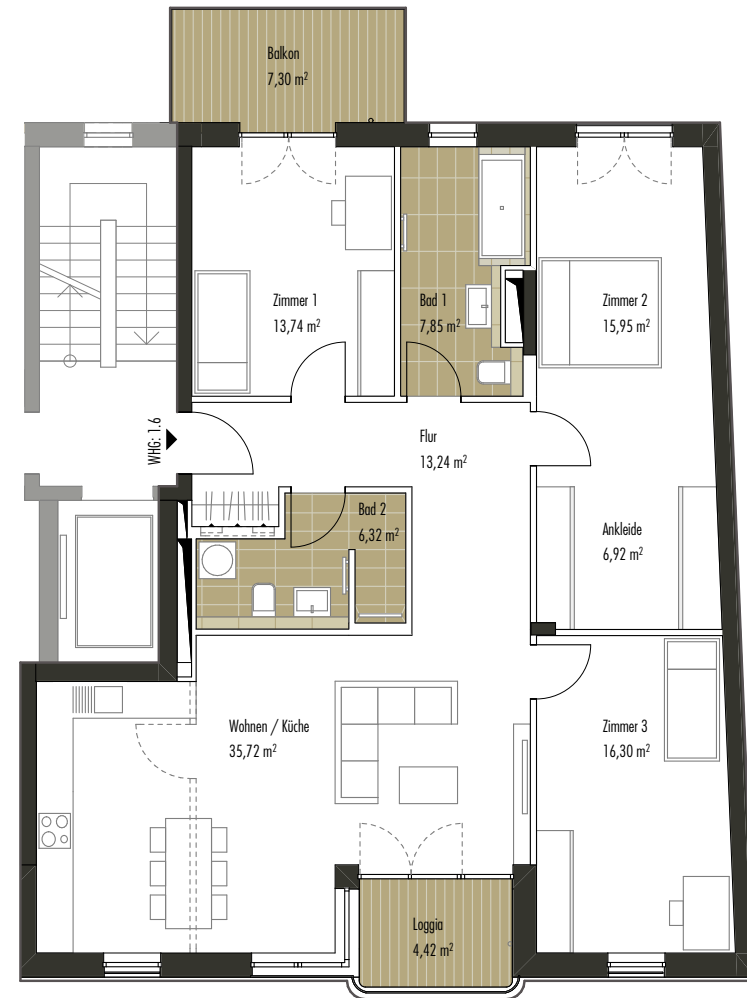 Balkon
7,30 m²
Zimmer 1
13,74 m²
Bad 1
7,85 m²
Zimmer 2
15,95 m²
WHG: 1.6
Flur
13,24 m²
Bad 2
6,32 m²
Ankleide
6,92 m²
Wohnen / Küche
35,72 m²
Zimmer 3
16,30 m²
Loggia
4,42 m²